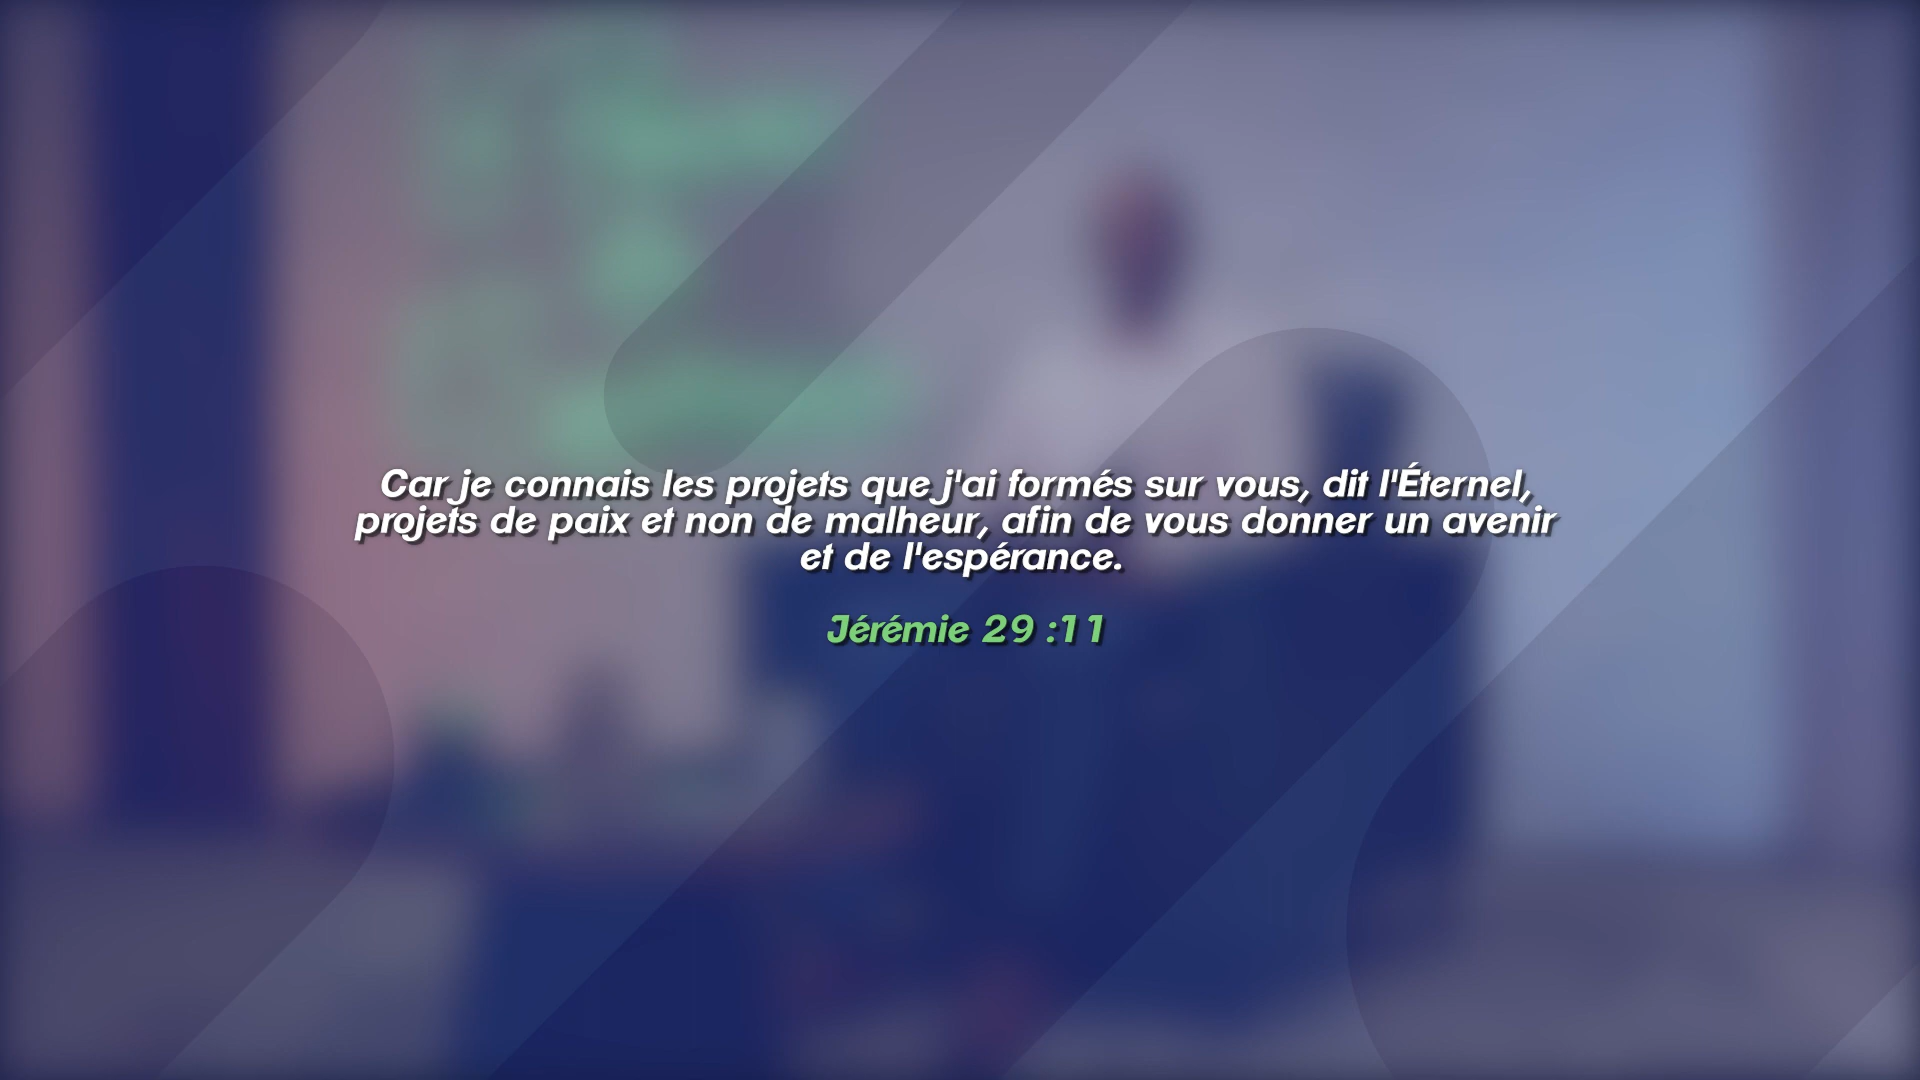 Car je connais les projets que j'ai formés sur vous, dit l'Éternel,
projets de paix et non de malheur, afin de vous donner un avenir
et de l'espérance.
Jérémie 29 :11